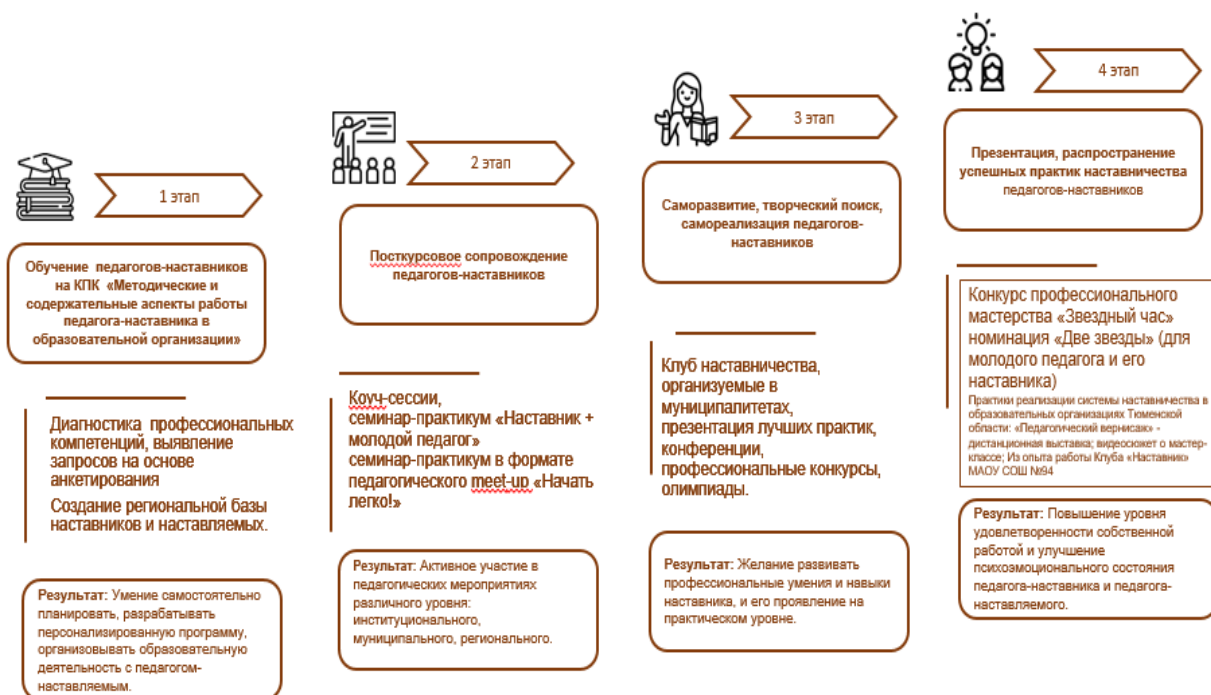 1 этап
Обучение педагогов-наставников
на КПК «Методические и
содержательные аспекты работы
педагога-наставника в
образовательной организации»
Диагностика профессиональных
компетенций, выявление
запросов на основе
анкетирования
Создание региональной базы
наставников и наставляемых.
Результат: Умение самостоятельно
планировать, разрабатывать
персонализированную программу,
организовывать образовательную
деятельность с педагогом-
наставляемым.
2 этап
Посткурсовое сопровождение
педагогов-наставников
Коуч-сессии,
семинар-практикум «Наставник +
молодой педагог»
семинар-практикум в формате
педагогического meet-up «Начать
легко!»
Результат: Активное участие в
педагогических мероприятиях
различного уровня:
институционального,
муниципального, регионального.
3 этап
Саморазвитие, творческий поиск,
самореализация педагогов-
наставников
Клуб наставничества,
организуемые в
муниципалитетах,
презентация лучших практик,
конференции,
профессиональные конкурсы,
олимпиады.
Результат: Желание развивать
профессиональные умения и навыки
наставника, и его проявление на
практическом уровне.
4 этап
Презентация, распространение
успешных практик наставничества
педагогов-наставников
Конкурс профессионального
мастерства «Звездный час»
номинация «Две звезды» (для
молодого педагога и его
наставника)
Практики реализации системы наставничества в
образовательных организациях Тюменской
области: «Педагогический вернисаж» -
дистанционная выставка; видеосюжет о мастер-
классе; Из опыта работы Клуба «Наставник»
МАОУ СОШ №94
Результат: Повышение уровня
удовлетворенности собственной
работой и улучшение
психоэмоционального состояния
педагога-наставника и педагога-
наставляемого.